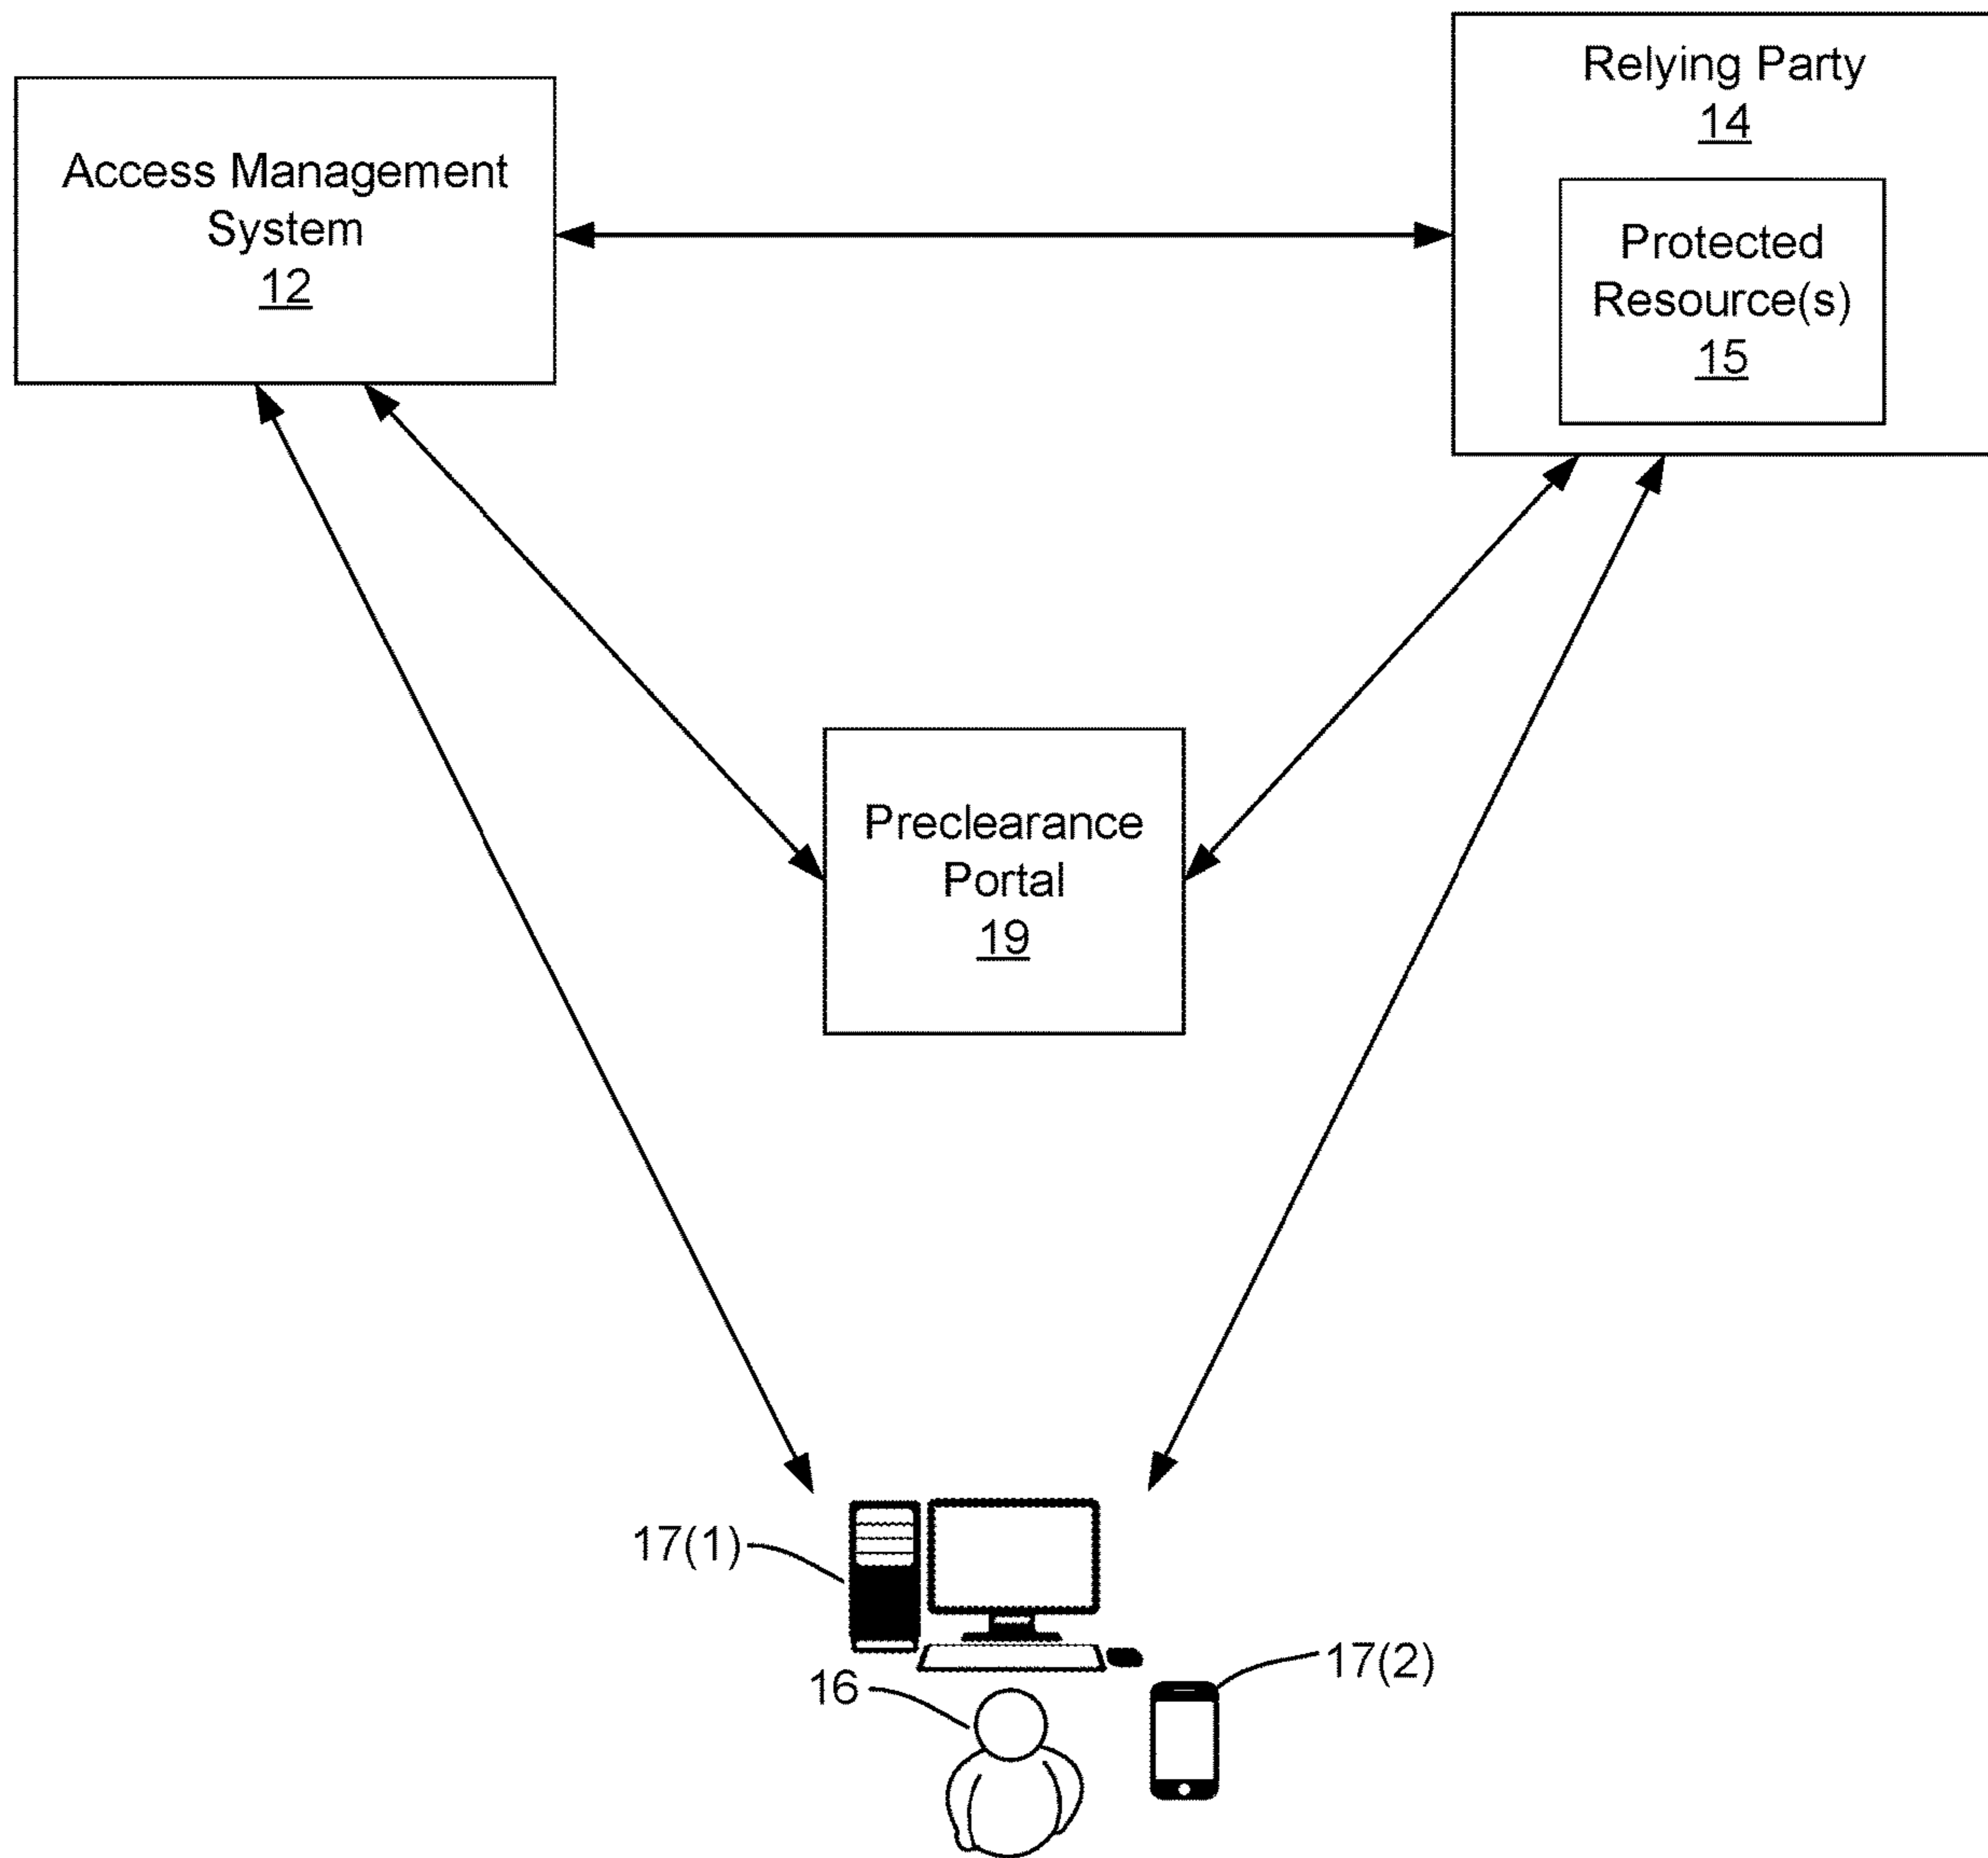 Access Management
System
12
Relying Party
14
Protected
Resource(s)
15
Preclearance
Portal
19
17(1)
17(2)
16